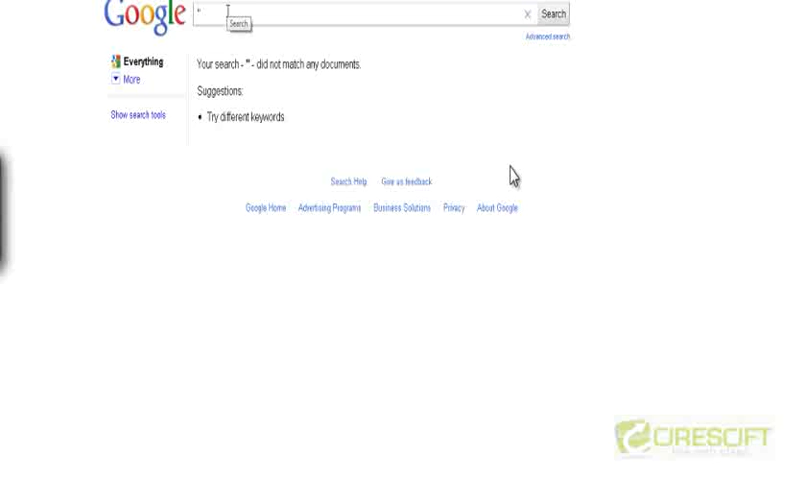 Google " Search
Search
Advanced search
Everything
More
Show search tools
Your search - " - did not match any documents.
Suggestions:
• Try different keywords
Search Help Give us feedback
Google Home Advertising Programs Business Solutions Privacy About Google
CIRESCIFT